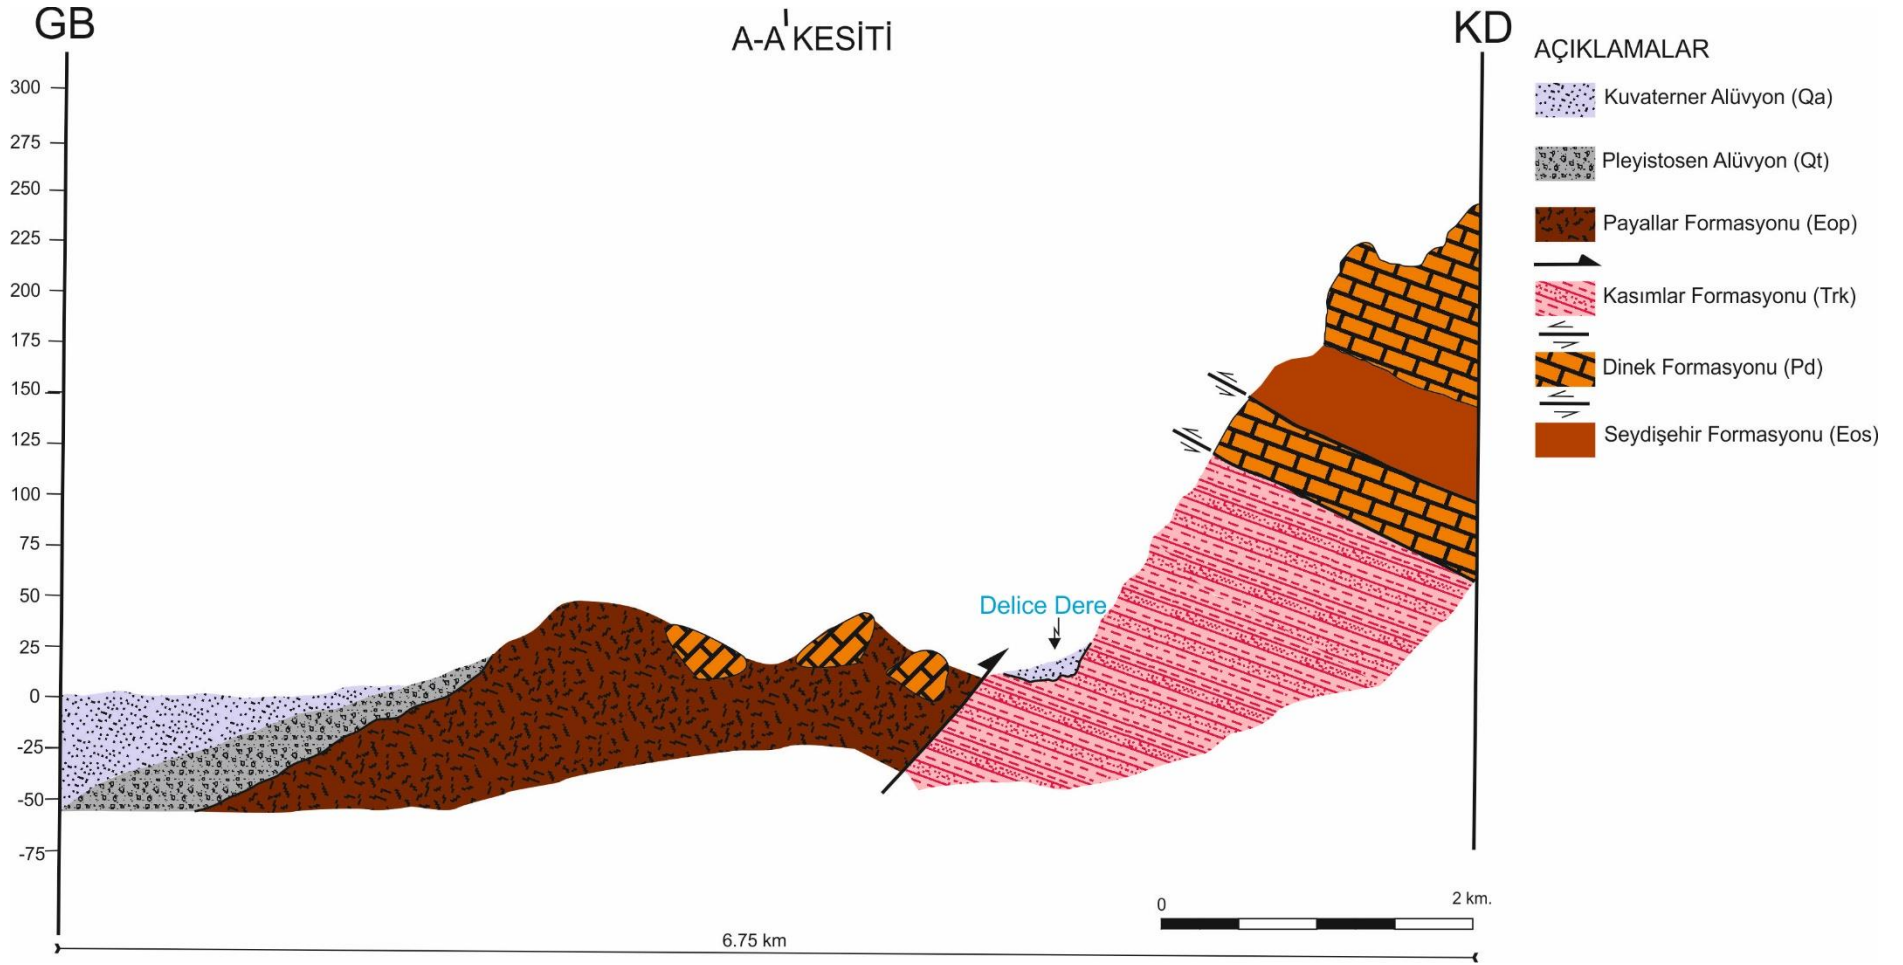 GB
A-A' KESİTİ
KD
AÇIKLAMALAR
Kuvaterner Alüvyon (Qa)
Pleyistosen Alüvyon (Qt)
Payallar Formasyonu (Eop)
Kasımlar Formasyonu (Trk)
Dinek Formasyonu (Pd)
Seydişehir Formasyonu (Eos)
300
275
250
225
200
175
150
125
100
75
50
25
0
-25
-50
-75
Delice Dere
0
2 km.
6.75 km